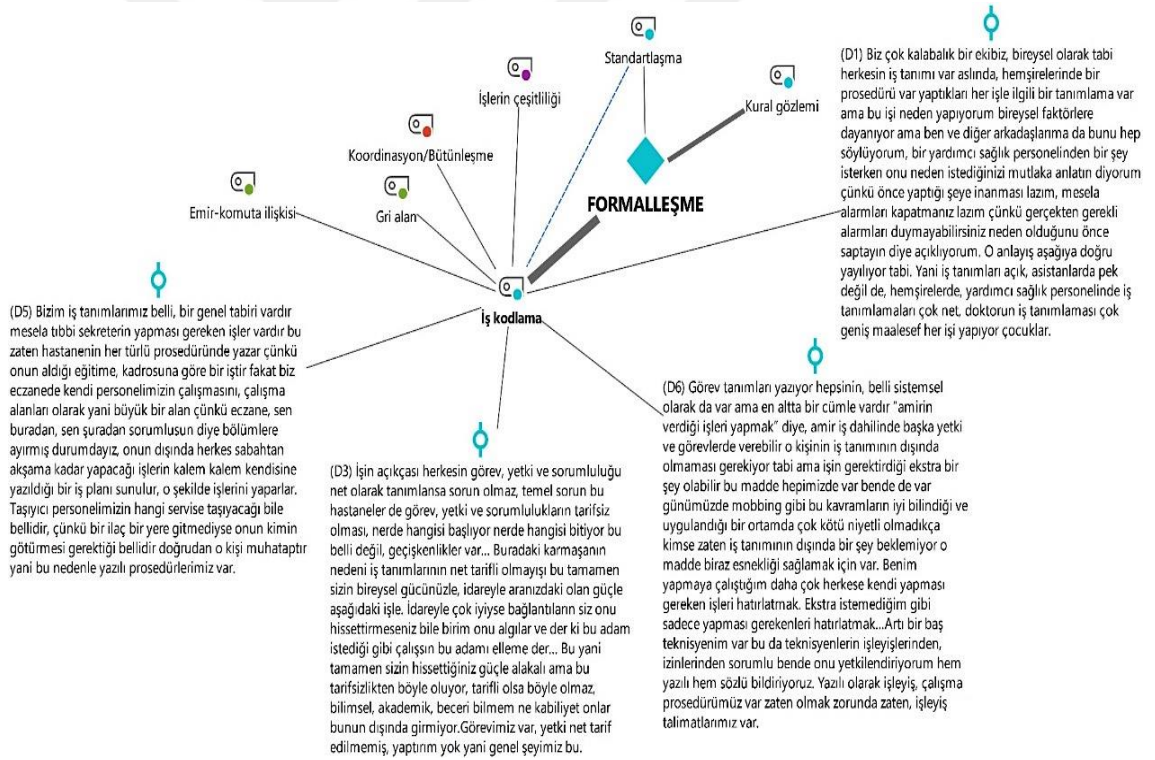 Standartlaşma
Kural gözlemi
İşlerin çeşitliliği
Koordinasyon/Bütünleşme
Gri alan
Emir-komuta ilişkisi
FORMALLEŞME
İş kodlama
(D1) Biz çok kalabalık bir ekibiz, bireysel olarak tabi
herkesin iş tanımı var aslında, hemşirelerinde bir
prosedürü var yaptıkları her işle ilgili bir tanımlama var
ama bu işi neden yapıyorum bireysel faktörlere
dayanıyor ama ben ve diğer arkadaşlarıma da bunu hep
söylüyorum, bir yardımcı sağlık personelinden bir şey
isterken onu neden istediğinizi mutlaka anlatın diyorum
çünkü önce yaptığı şeye inanması lazım, mesela
alarmları kapatmanız lazım çünkü gerçekten gerekli
alarmları duymayabilirsiniz neden olduğunu önce
saptayın diye açıklıyorum. O anlayış aşağıya doğru
yayılıyor tabi. Yani iş tanımları açık, asistanlarda pek
değil de, hemşirelerde, yardımcı sağlık personelinde iş
tanımlamaları çok net, doktorun iş tanımlaması çok
geniş maalesef her işi yapıyor çocuklar.
(D5) Bizim iş tanımlarımız belli, bir genel tabiri vardır
mesela tıbbi sekreterin yapması gereken işler vardır bu
zaten hastanenin her türlü prosedüründe yazar çünkü
onun aldığı eğitime, kadrosuna göre bir iştir fakat biz
eczanede kendi personelimizin çalışmasını, çalışma
alanları olarak yani büyük bir alan çünkü eczane, sen
buradan, sen şuradan sorumlusun diye bölümlere
ayırmış durumdayız, onun dışında herkes sabahtan
akşama kadar yapacağı işlerin kalem kalem kendisine
yazıldığı bir iş planı sunulur, o şekilde işlerini yaparlar.
Taşıyıcı personelimizin hangi servise taşıyacağı bile
bellidir, çünkü bir ilaç bir yere gitmediyse onun kimin
götürmesi gerektiği bellidir doğrudan o kişi muhataptır
yani bu nedenle yazılı prosedürlerimiz var.
(D3) İşin açıkçası herkesin görev, yetki ve sorumluluğu
net olarak tanımlansa sorun olmaz, temel sorun bu
hastaneler de görev, yetki ve sorumlulukların tarifsiz
olması, nerde hangisi başlıyor nerde hangisi bitiyor bu
belli değil, geçişkenlikler var... Buradaki karmaşanın
nedeni iş tanımlarının net tarifli olmayışı bu tamamen
sizin bireysel gücünüzle, idareyle aranızdaki olan güçle
aşağıdaki işle. İdareyle çok iyiyse bağlantıların siz onu
hissettirmeseniz bile birim onu algılar ve der ki bu adam
istediği gibi çalışsın bu adamı elleme der... Bu yani
tamamen sizin hissettiğiniz güçle alakalı ama bu
tarifsizlikten böyle oluyor, tarifli olsa böyle olmaz,
bilimsel, akademik, beceri bilmem ne kabiliyet onlar
bunun dışında girmiyor.Görevimiz var, yetki net tarif
edilmemiş, yaptırım yok yani genel şeyimiz bu.
(D6) Görev tanımları yazıyor hepsinin, belli sistemsel
olarak da var ama en altta bir cümle vardır "amirin
verdiği işleri yapmak" diye, amir iş dahilinde başka yetki
ve görevlerde verebilir o kişinin iş tanımının dışında
olmaması gerekiyor tabi ama işin gerektirdiği ekstra bir
şey olabilir bu madde hepimizde var bende de var
günümüzde mobbing gibi bu kavramların iyi bilindiği ve
uygulandığı bir ortamda çok kötü niyetli olmadıkça
kimse zaten iş tanımının dışında bir şey beklemiyor o
madde biraz esnekliği sağlamak için var. Benim
yapmaya çalıştığım daha çok herkese kendi yapması
gereken işleri hatırlatmak. Ekstra istemediğim gibi
sadece yapması gerekenleri hatırlatmak...Artı bir baş
teknisyenim var bu da teknisyenlerin işleyişlerinden,
izinlerinden sorumlu bende onu yetkilendiriyorum hem
yazılı hem sözlü bildiriyoruz. Yazılı olarak işleyiş, çalışma
prosedürümüz var zaten olmak zorunda zaten, işleyiş
talimatlarımız var.